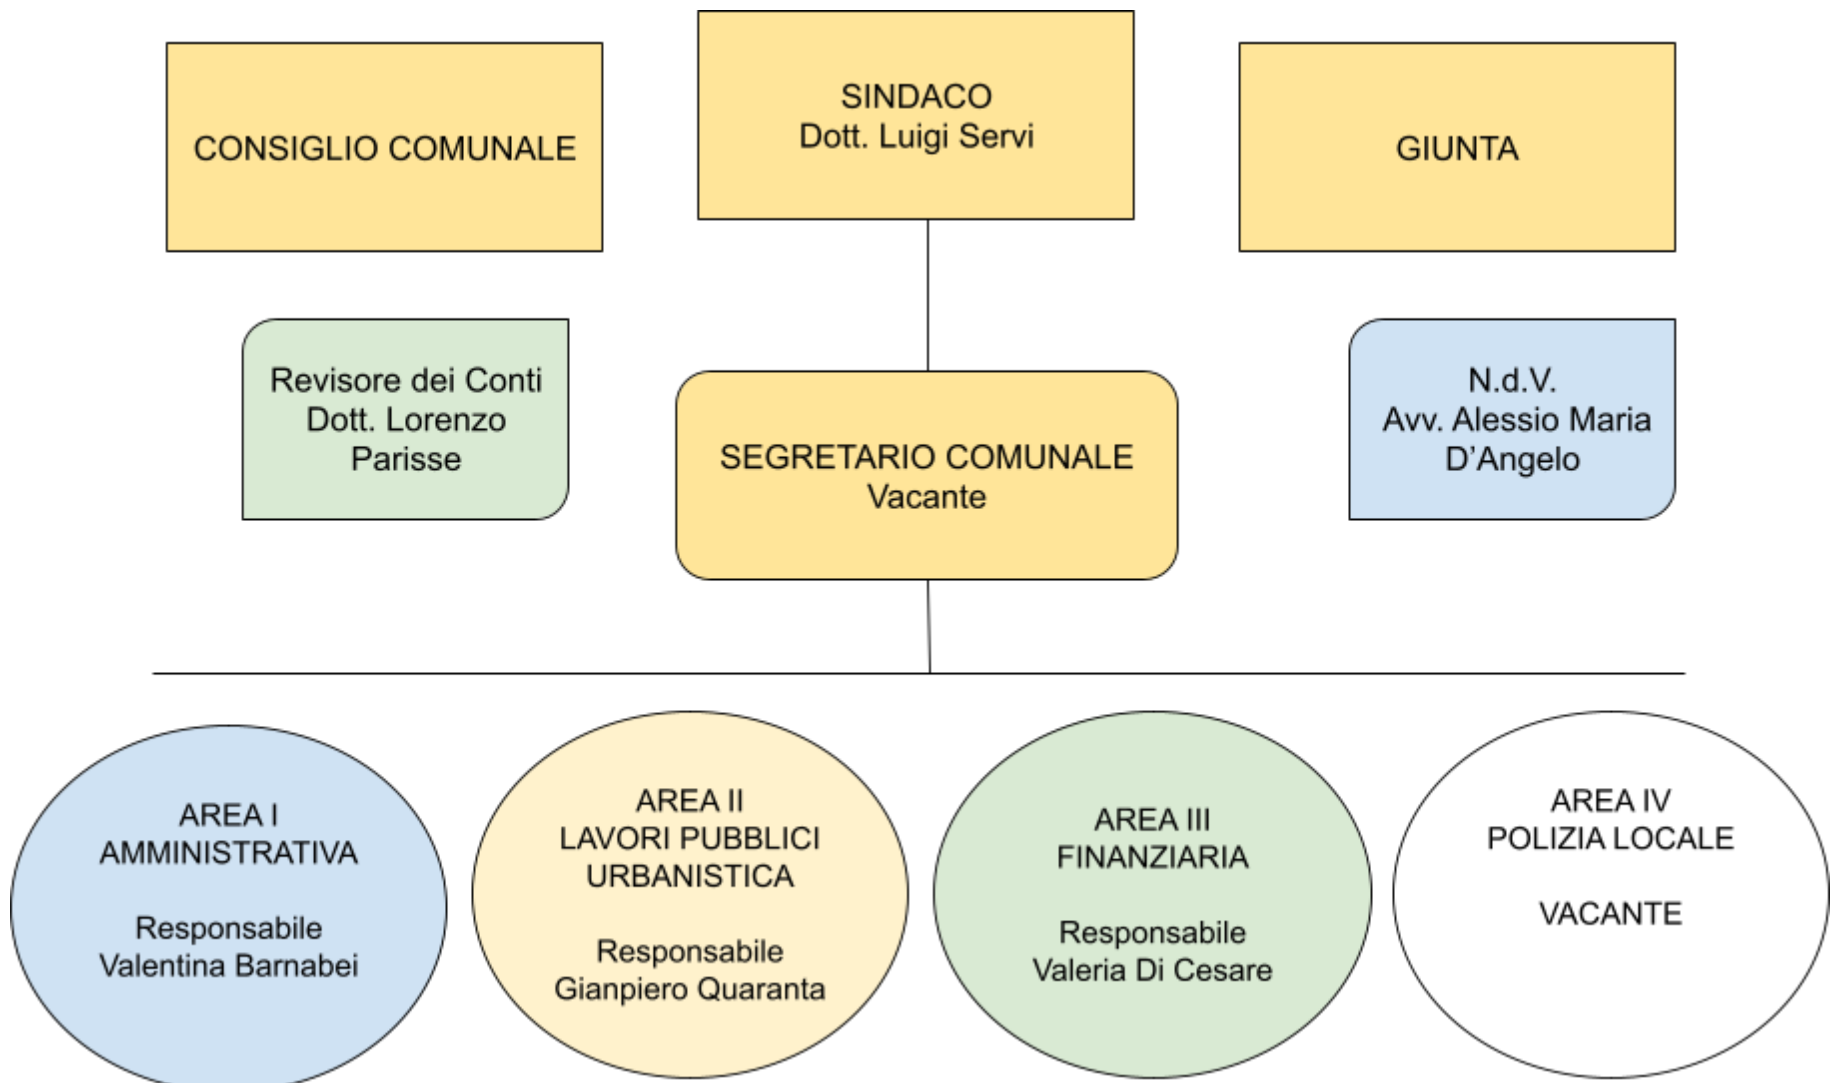 CONSIGLIO COMUNALE
SINDACO
Dott. Luigi Servi
GIUNTA
Revisore dei Conti
Dott. Lorenzo
Parisse
SEGRETARIO COMUNALE
Vacante
N.d.V.
Avv. Alessio Maria
D’Angelo
AREA I
AMMINISTRATIVA
Responsabile
Valentina Barnabei
AREA II
LAVORI PUBBLICI
URBANISTICA
Responsabile
Gianpiero Quaranta
AREA III
FINANZIARIA
Responsabile
Valeria Di Cesare
AREA IV
POLIZIA LOCALE
VACANTE